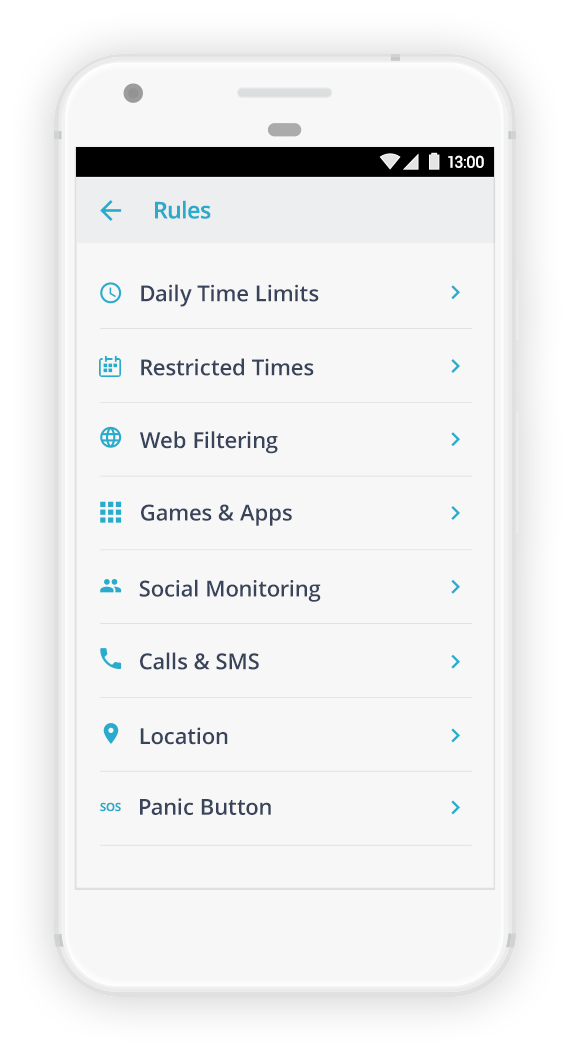 13:00
Rules
Daily Time Limits
Restricted Times
Web Filtering
Games & Apps
Social Monitoring
Calls & SMS
Location
SOS Panic Button